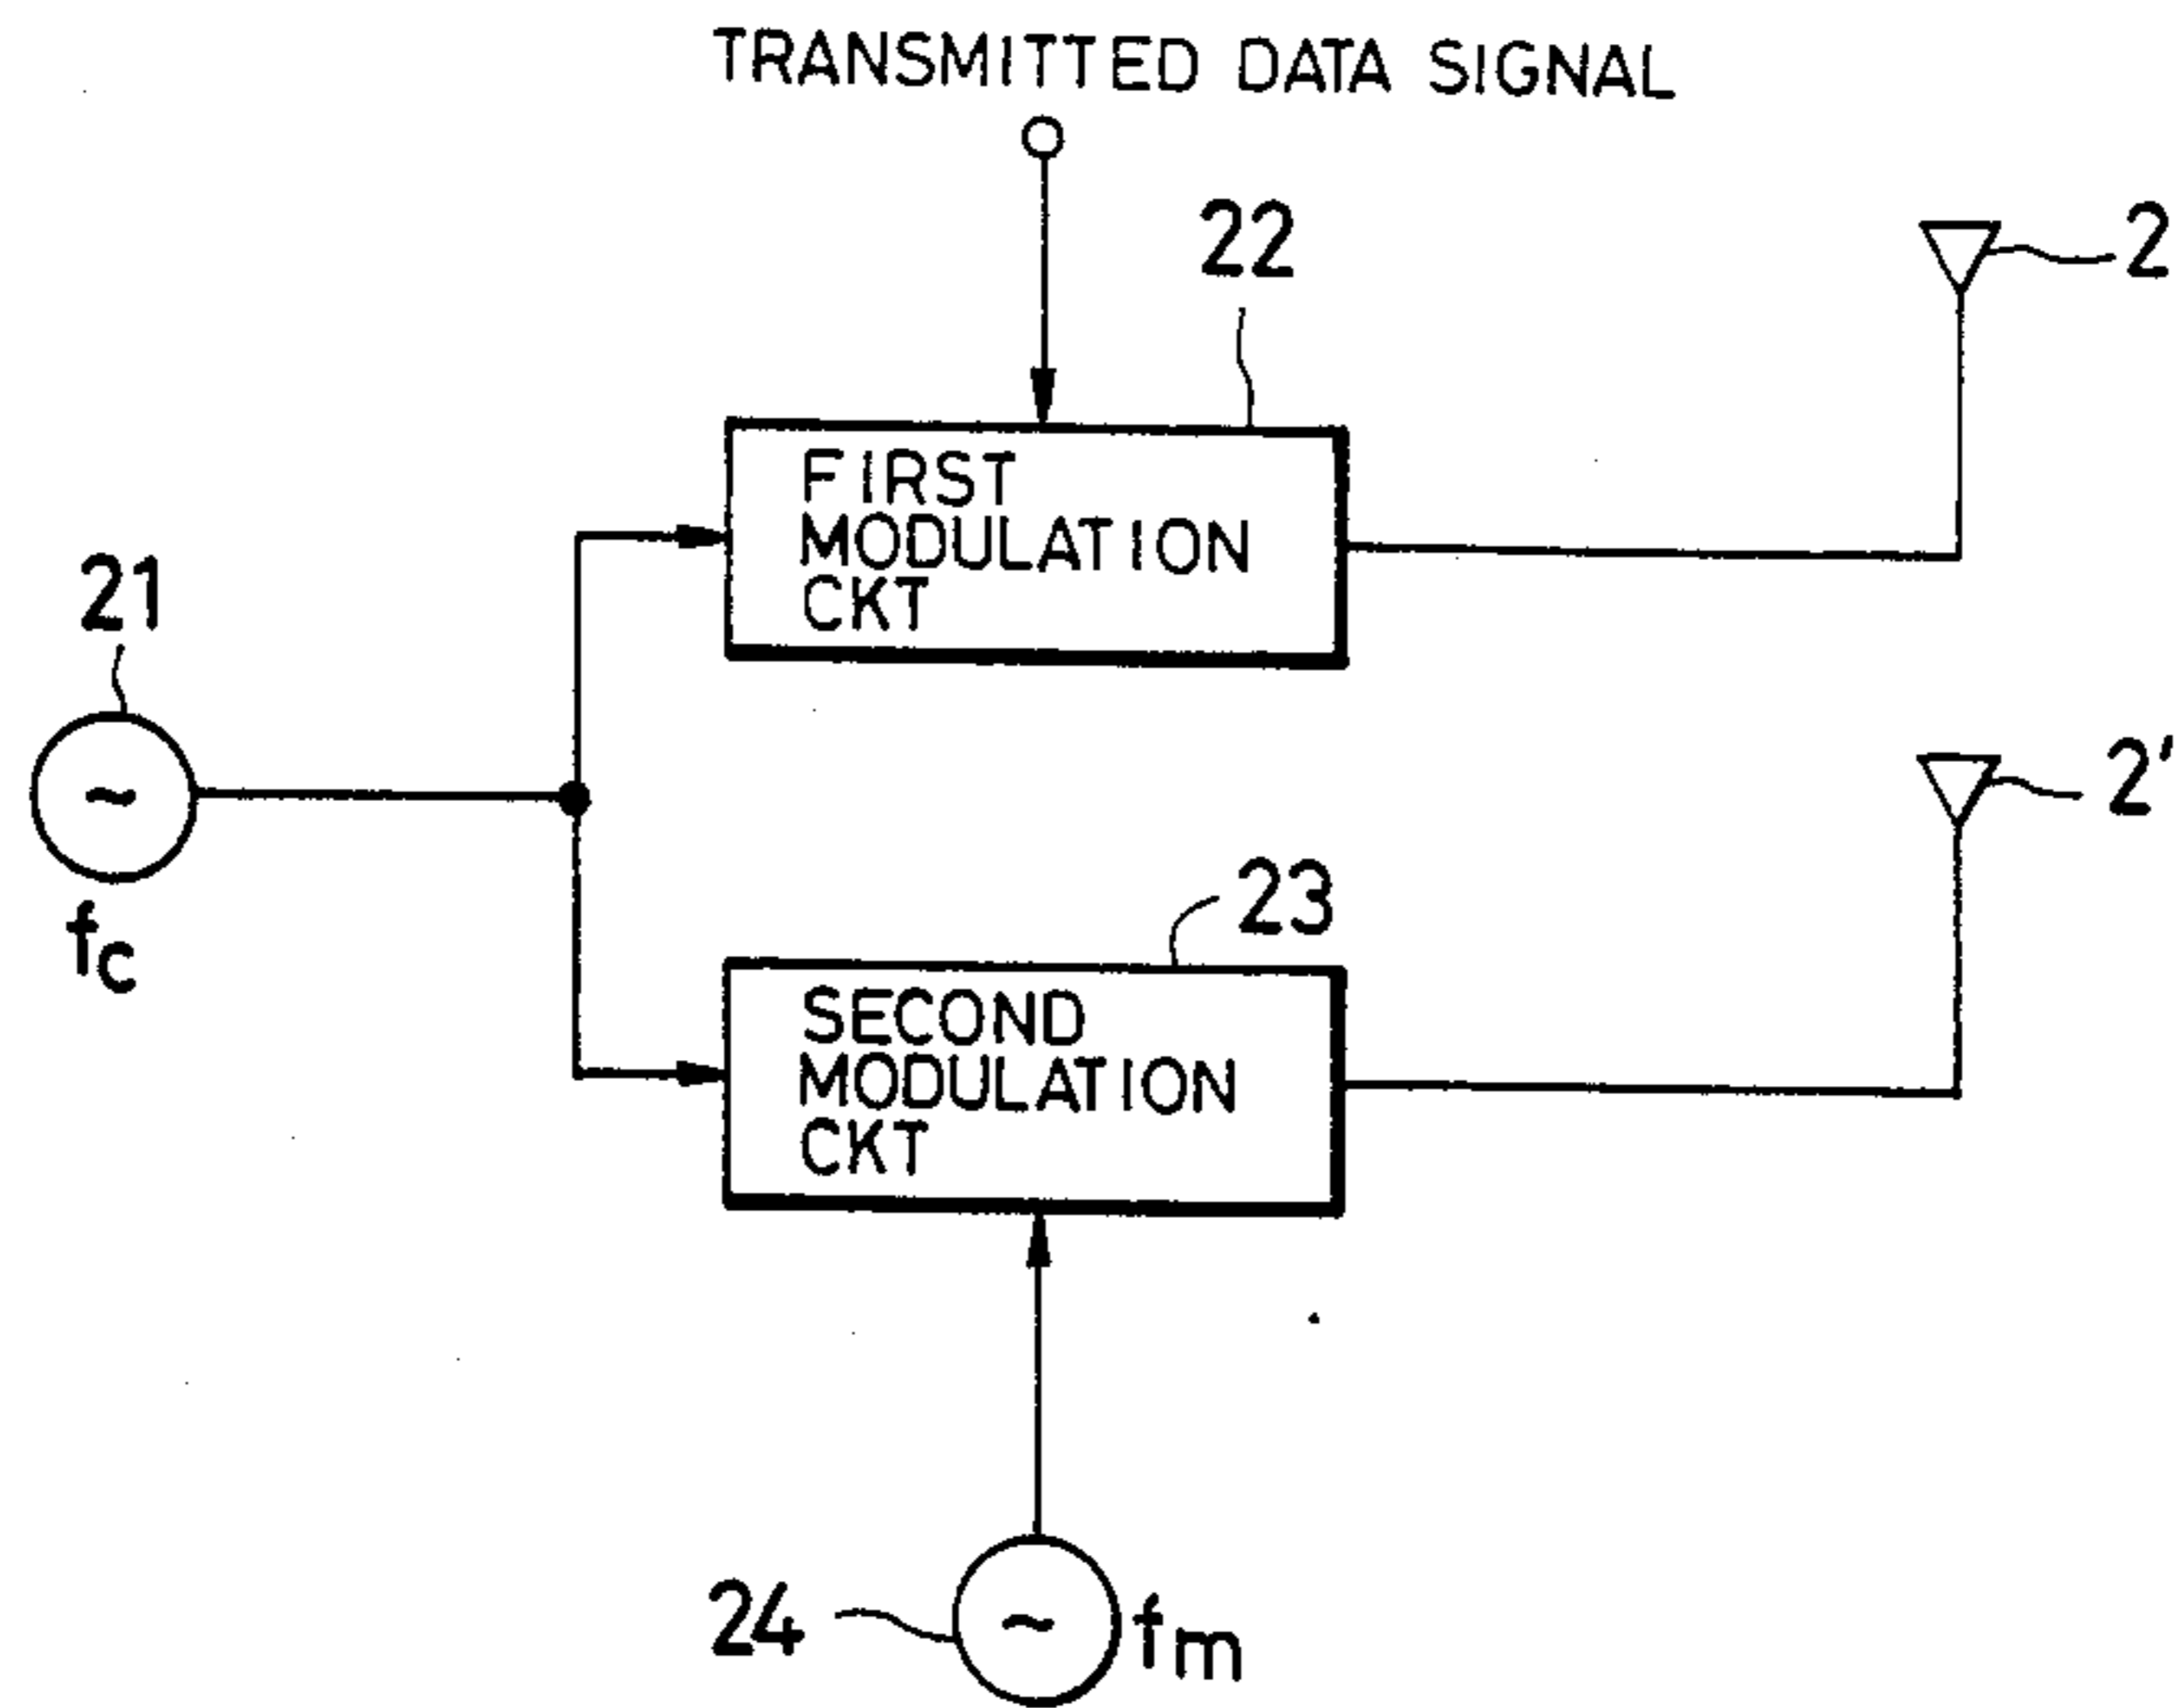 TRANSMITTED DATA SIGNAL
22
2
FIRST
MODULATION
CKT
21
2'
fc
23
SECOND
MODULATION
CKT
24
fm